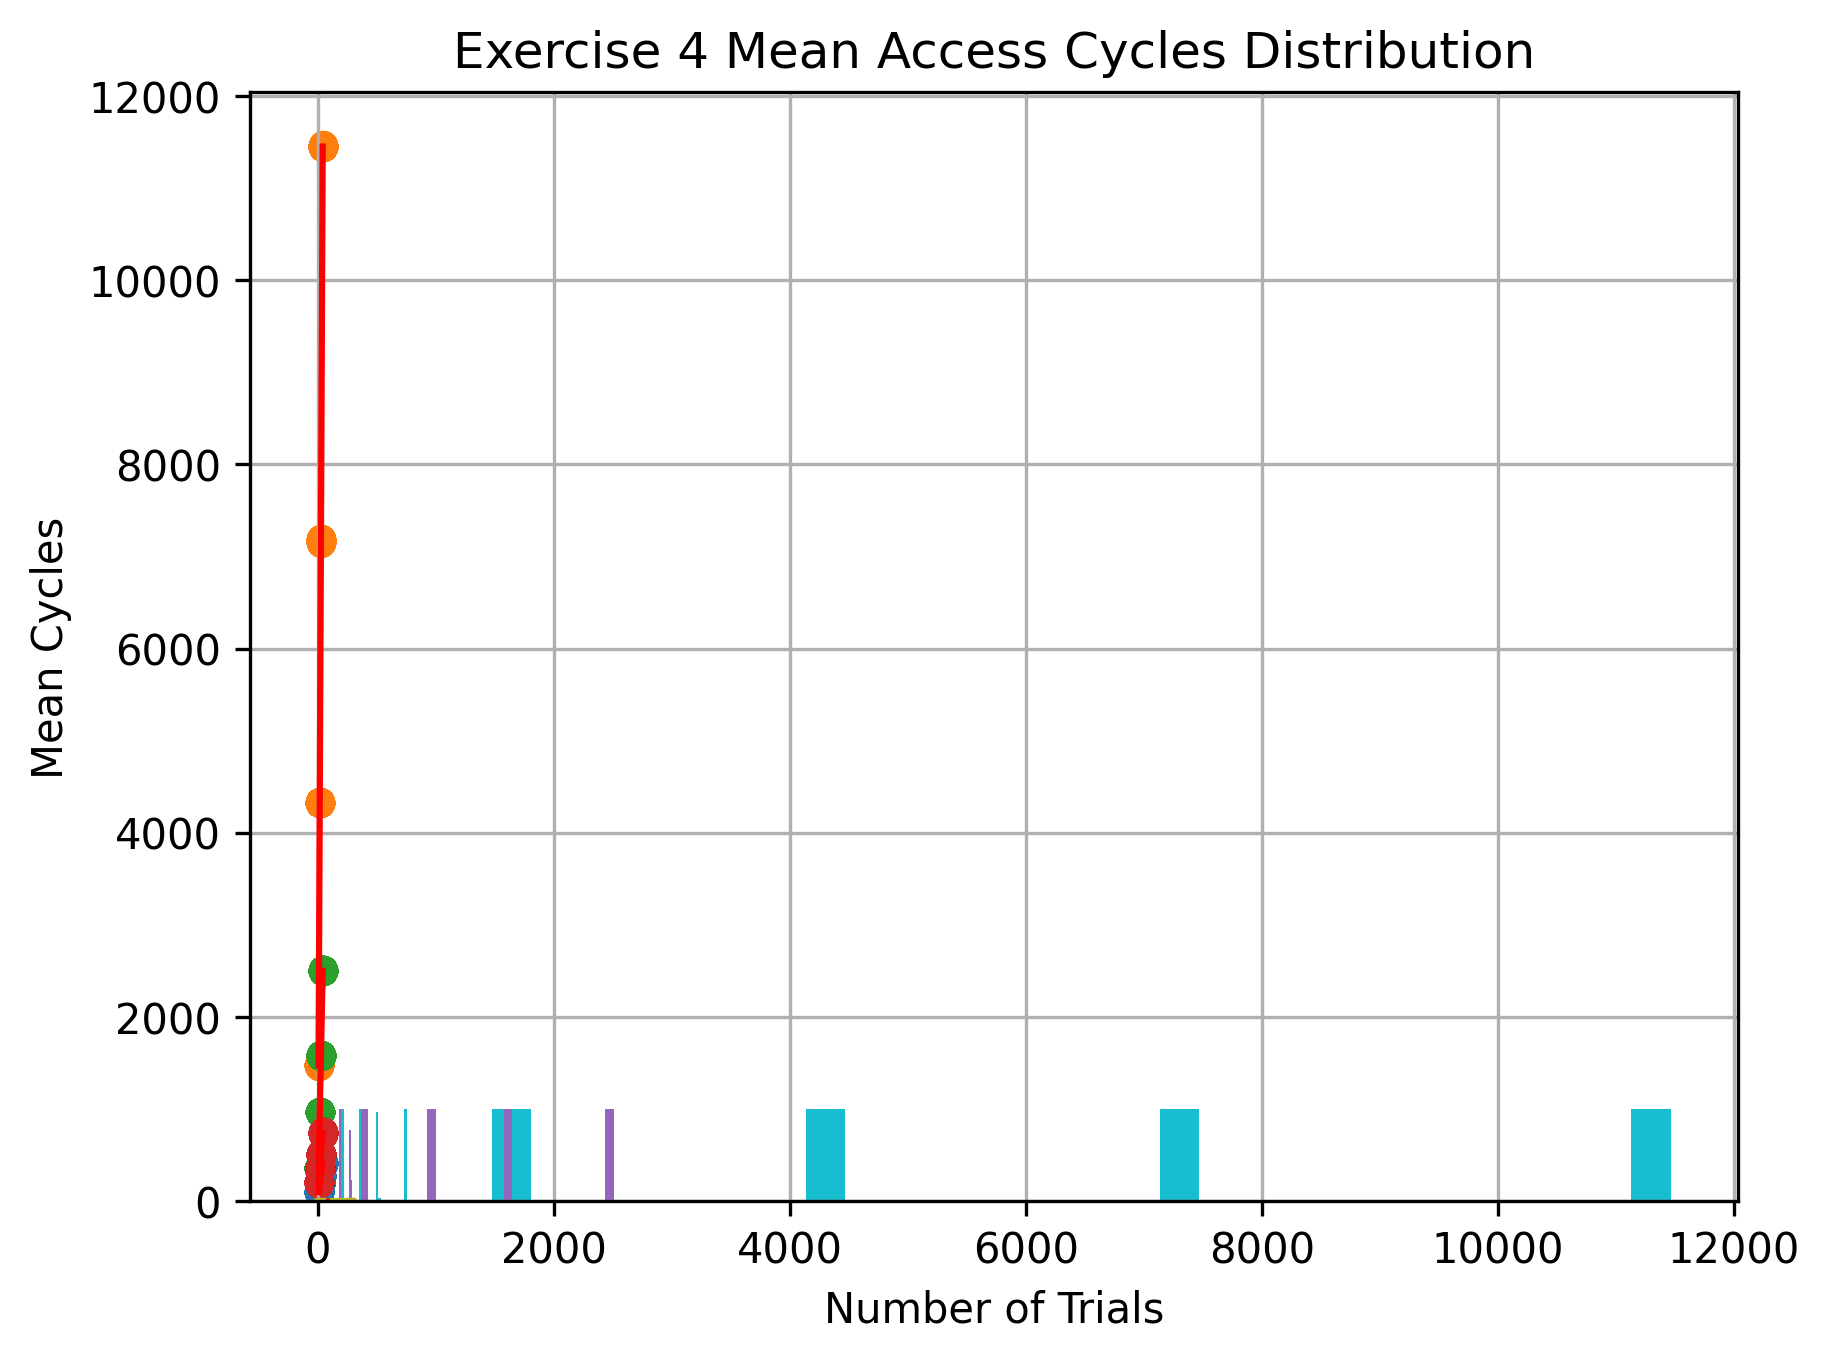 Exercise 4 Mean Access Cycles Distribution
12000
10000
8000
6000
4000
2000
0
Mean Cycles
0 2000 4000 6000 8000 10000 12000
Number of Trials